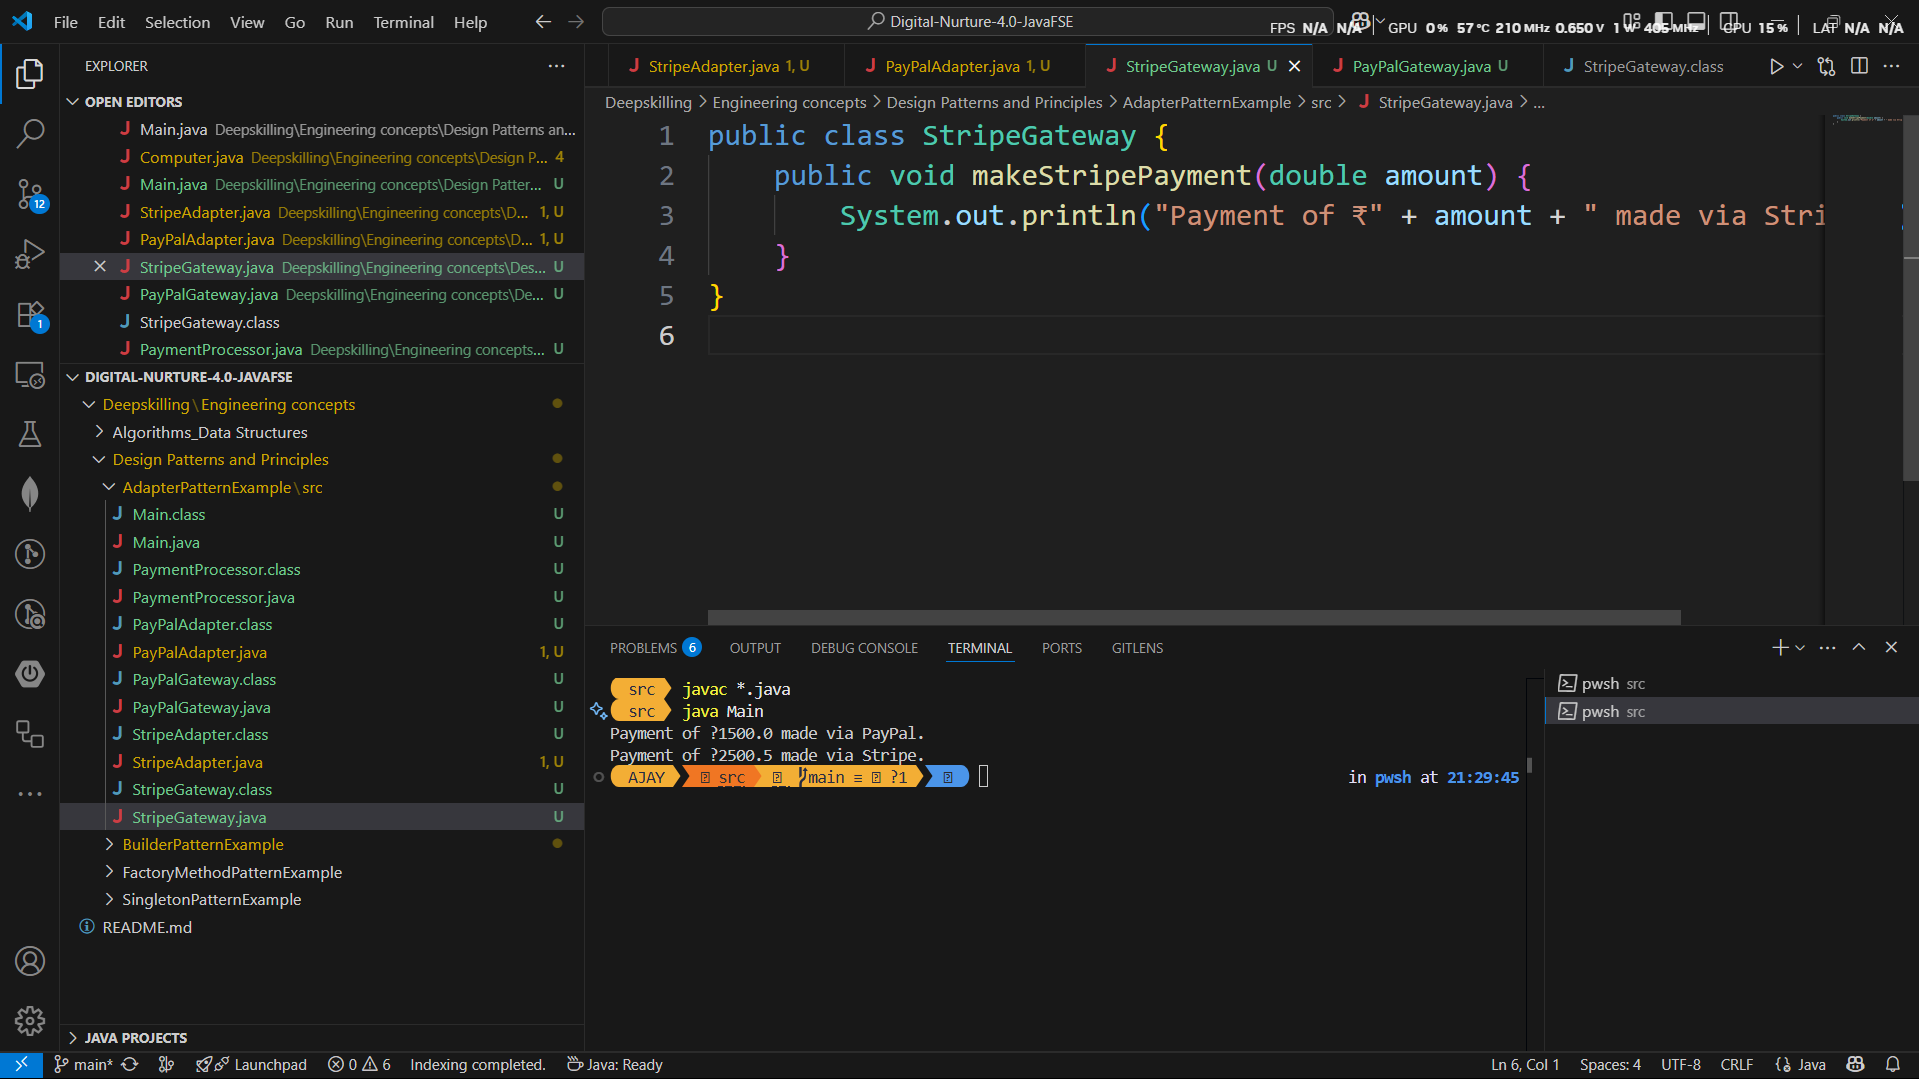 File Edit Selection View Go Run Terminal Help
Digital-Nurture-4.0-JavaFSE
FPS N/A N/A GPU 0% 57°C 210 MHz 0.650 V 1 W 405 MHz CPU 15% LAT N/A N/A
EXPLORER
OPEN EDITORS
Main.java Deepskilling\Engineering concepts\Design Patterns an...
Computer.java Deepskilling\Engineering concepts\Design P... 4
Main.java Deepskilling\Engineering concepts\Design Patter... U
StripeAdapter.java Deepskilling\Engineering concepts\D... 1, U
PayPalAdapter.java Deepskilling\Engineering concepts\D... 1, U
StripeGateway.java Deepskilling\Engineering concepts\Des... U
PayPalGateway.java Deepskilling\Engineering concepts\De... U
StripeGateway.class
PaymentProcessor.java Deepskilling\Engineering concepts... U
DIGITAL-NURTURE-4.0-JAVAFSE
Deepskilling\Engineering concepts
Algorithms_Data Structures
Design Patterns and Principles
AdapterPatternExample\src
Main.class U
Main.java U
PaymentProcessor.class U
PaymentProcessor.java U
PayPalAdapter.class U
PayPalAdapter.java 1, U
PayPalGateway.class U
PayPalGateway.java U
StripeAdapter.class U
StripeAdapter.java 1, U
StripeGateway.class U
StripeGateway.java U
BuilderPatternExample
FactoryMethodPatternExample
SingletonPatternExample
README.md
JAVA PROJECTS
12
1
StripeAdapter.java 1, U
PayPalAdapter.java 1, U
StripeGateway.java U
PayPalGateway.java U
StripeGateway.class
Deepskilling > Engineering concepts > Design Patterns and Principles > AdapterPatternExample > src > StripeGateway.java > ...
1 public class StripeGateway {
2 public void makeStripePayment(double amount) {
3 System.out.println("Payment of ₹" + amount + " made via Stri
4 }
5 }
6
PROBLEMS 6 OUTPUT DEBUG CONSOLE TERMINAL PORTS GITLENS
src javac *.java
src java Main
Payment of ?1500.0 made via PayPal.
Payment of ?2500.5 made via Stripe.
AJAY src main ≡ ?1
in pwsh at 21:29:45
pwsh src
pwsh src
main* Launchpad 0 6 Indexing completed. Java: Ready
Ln 6, Col 1 Spaces: 4 UTF-8 CRLF {} Java